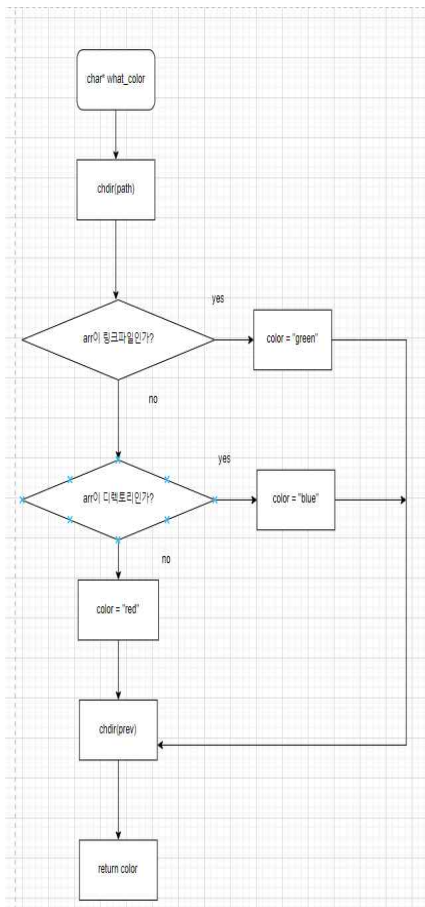 char* what_color
chdir(path)
yes
arr이 링크파일인가?
color = "green"
no
yes
arr이 디렉토리인가?
color = "blue"
no
color = "red"
chdir(prev)
return color